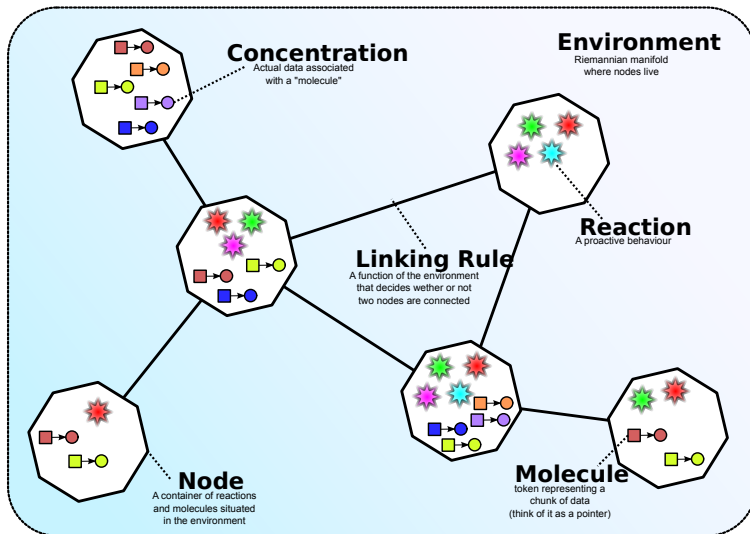 Concentration
Actual data associated
with a "molecule"
Environment
Riemannian manifold
where nodes live
Reaction
A proactive behaviour
Linking Rule
A function of the environment
that decides wether or not
two nodes are connected
Node
A container of reactions
and molecules situated
in the environment
Molecule
token representing a
chunk of data
(think of it as a pointer)